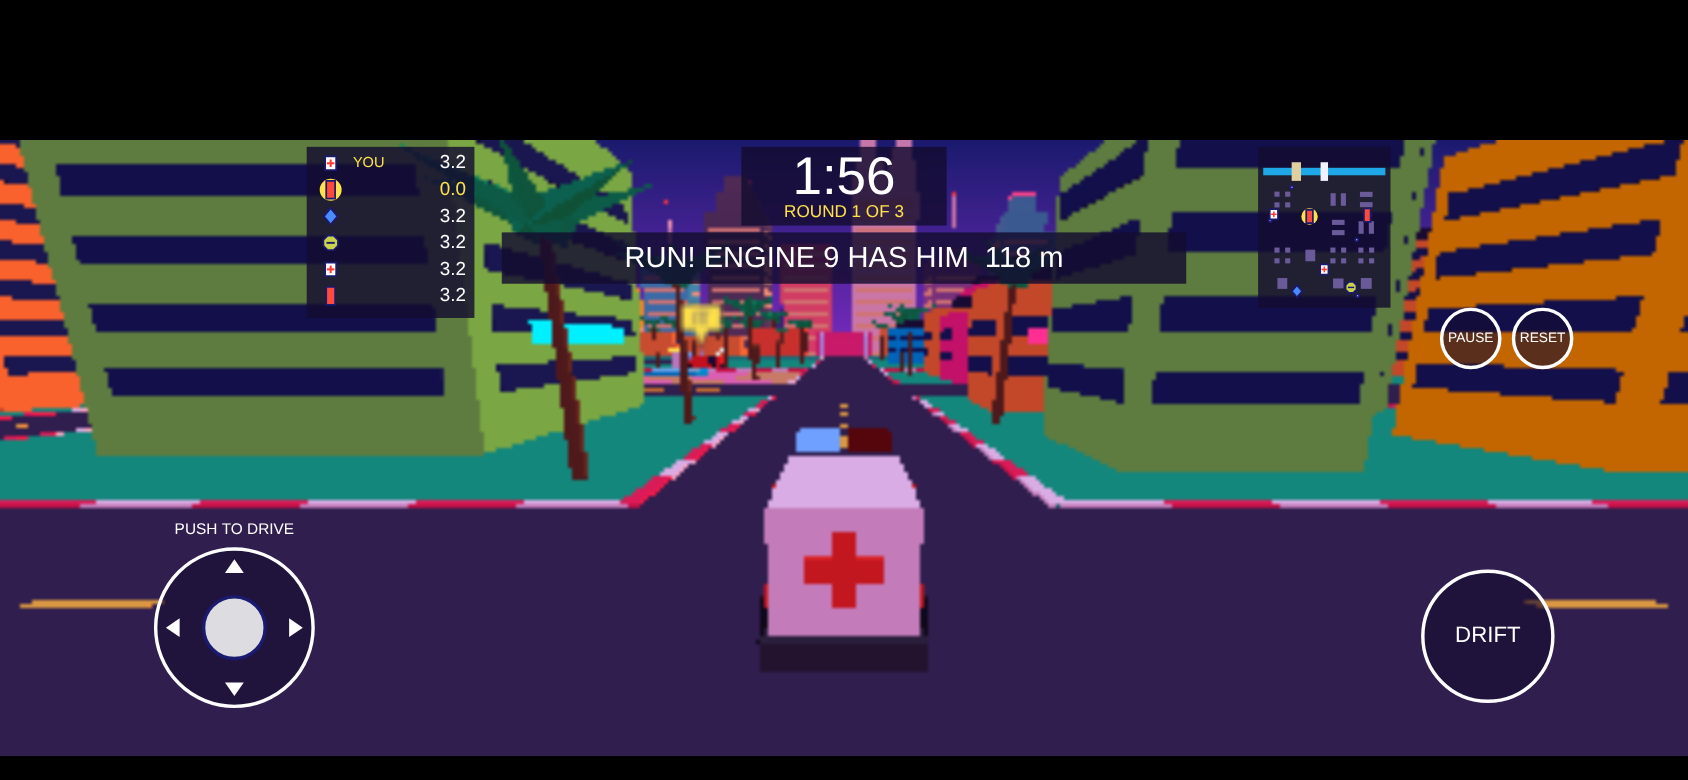 YOU 3.2
0.0
3.2
3.2
3.2
3.2
1:56
ROUND 1 OF 3
RUN! ENGINE 9 HAS HIM 118 m
PAUSE RESET
PUSH TO DRIVE
DRIFT